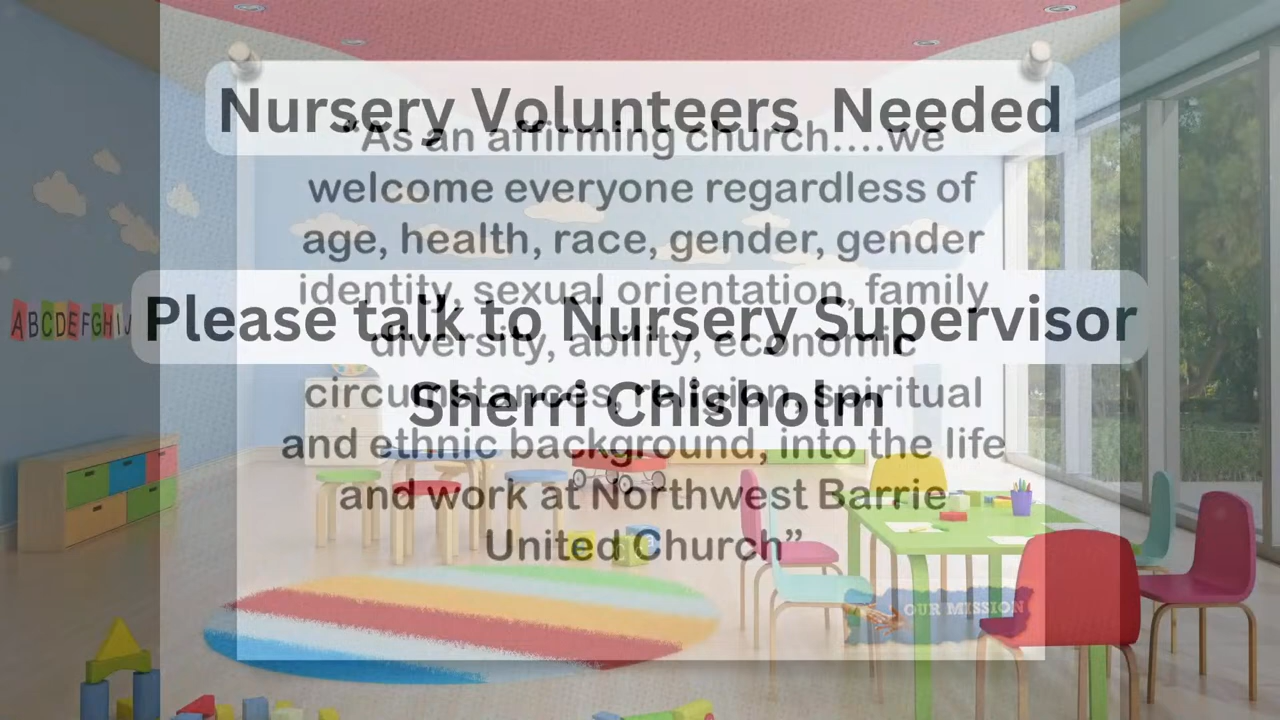 Nursery Volunteers Needed
“As an affirming church....we
welcome everyone regardless of
age, health, race, gender, gender
identity, sexual orientation, family
Please talk to Nursery Supervisor
diversity, ability, economic
Sherri Chisholm
circumstances, religion, spiritual
and ethnic background, into the life
and work at Northwest Barrie
United Church”
ABCDEFGHIJ
OUR MISSION